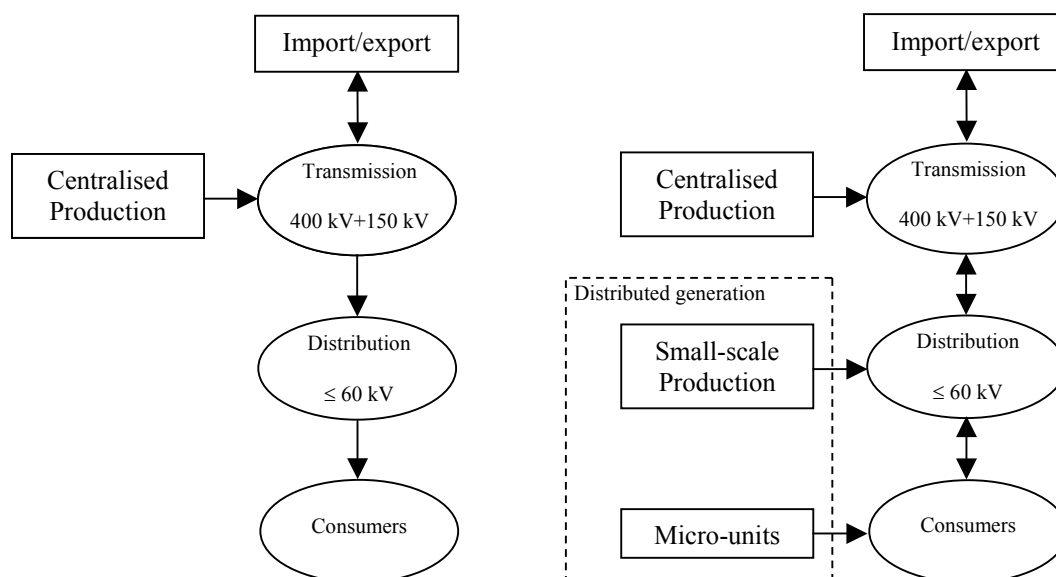 Import/export
Centralised
Production
Transmission
400 kV+150 kV
Distribution
≤ 60 kV
Consumers
Import/export
Centralised
Production
Transmission
400 kV+150 kV
Distributed generation
Small-scale
Production
Distribution
≤ 60 kV
Micro-units
Consumers